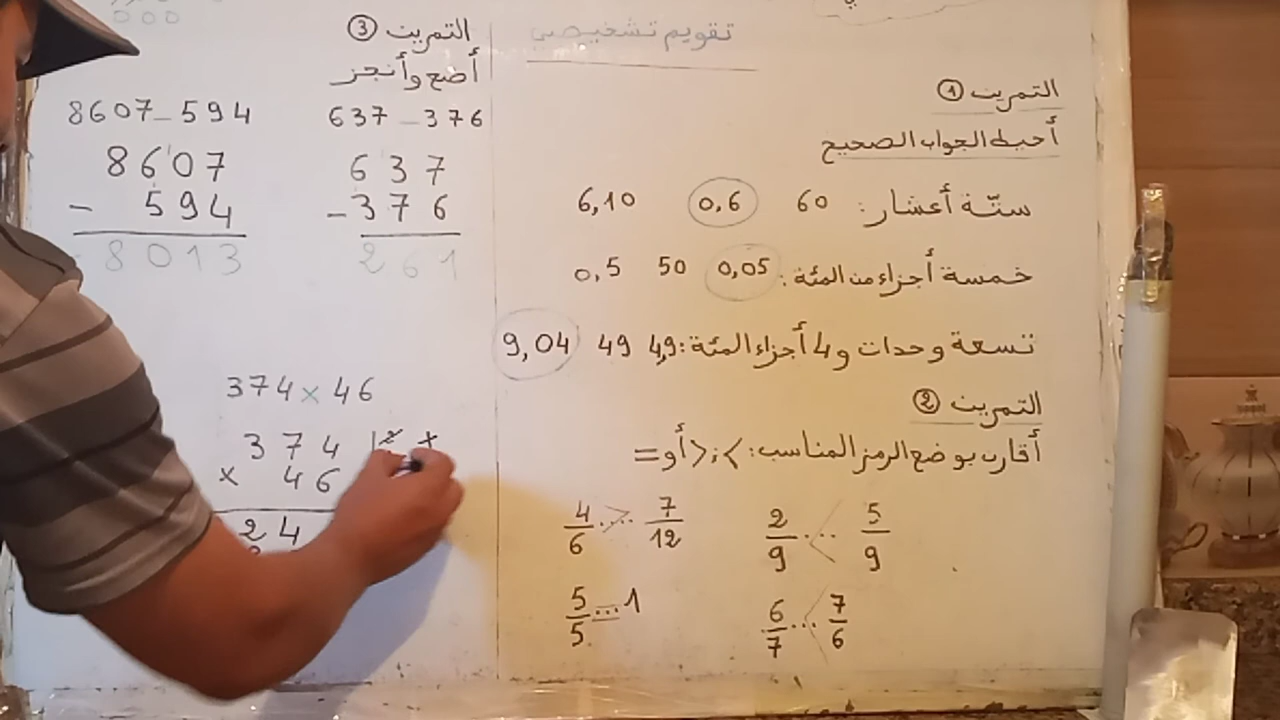 تقويم تشخيصي
التمرين ①
أحيط الجواب الصحيح
ستّة أعشار: 60 0,6 6,10
خمسة أجزاء من المئة: 0,05 50 0,5
تسعة وحدات و 4 أجزاء المئة: 4,9 49 9,04
التمرين ②
أقارن بوضع الرمز المناسب: > ; < أو =
2/9 ... < 5/9
4/6 ... > 7/12
6/7 ... < 7/6
5/5 ... = 1
التمرين ③
أضع وأنجز
637 - 376
637
- 376
261
8607 - 594
8607
- 594
8013
374 × 46
374
× 46
24